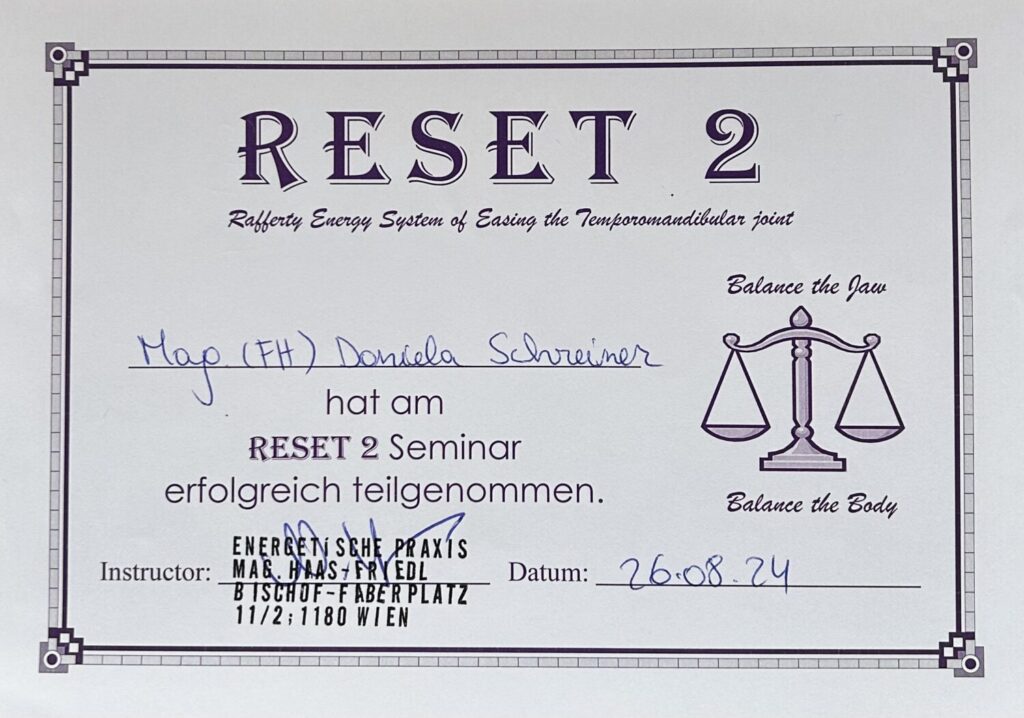 RESET 2
Rafferty Energy System of Easing the Temporomandibular joint
Balance the Jaw
Mag. (FH) Daniela Schreiner
hat am
RESET 2 Seminar
erfolgreich teilgenommen.
Balance the Body
Instructor:
ENERGETiSCHE PRAXIS
MAG. HAAS-FRIEDL
BISCHOF-FABERPLATZ
11/2; 1180 WIEN
Datum: 26.08.24